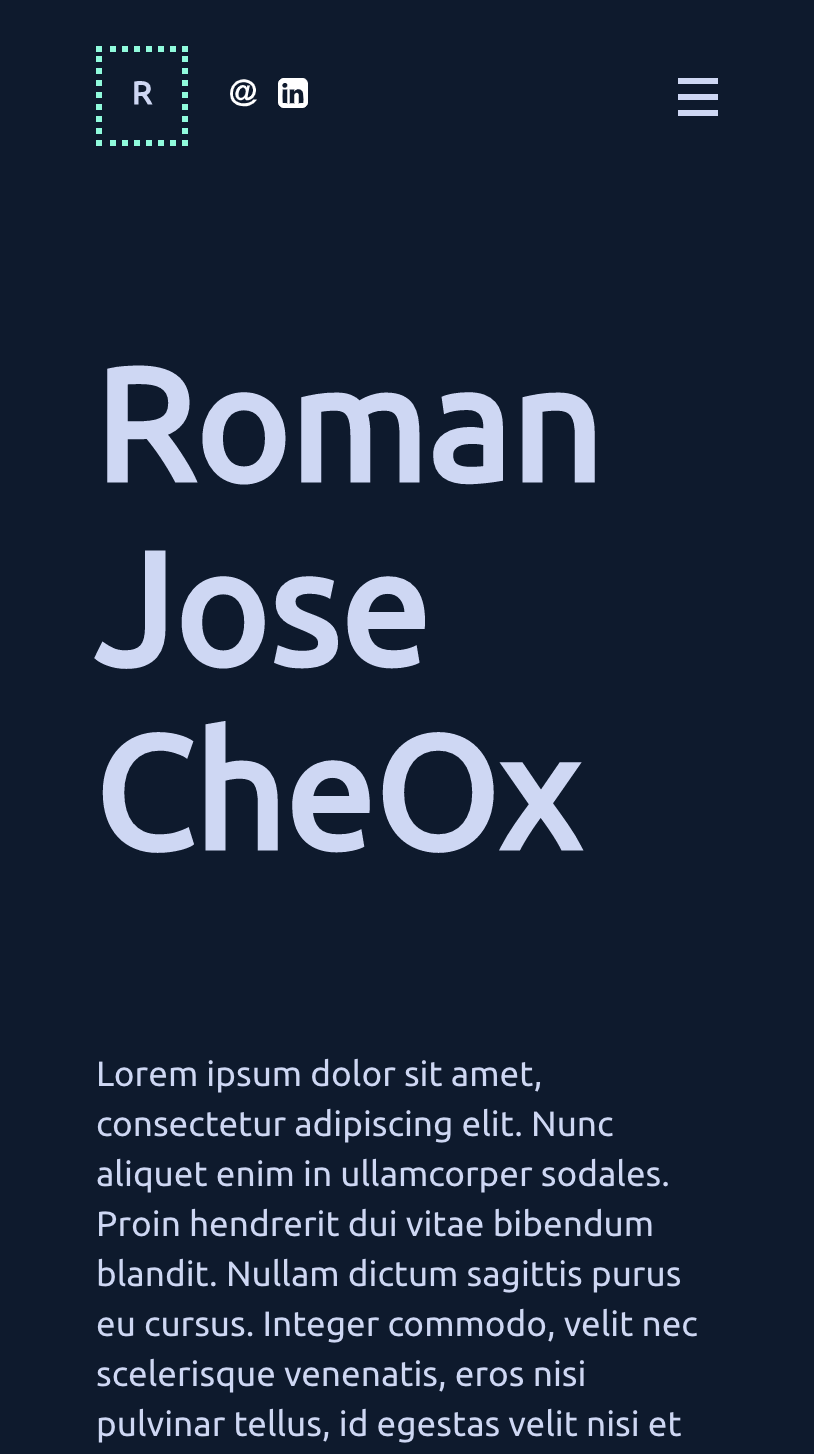 R @ in
Roman
Jose
CheOx
Lorem ipsum dolor sit amet,
consectetur adipiscing elit. Nunc
aliquet enim in ullamcorper sodales.
Proin hendrerit dui vitae bibendum
blandit. Nullam dictum sagittis purus
eu cursus. Integer commodo, velit nec
scelerisque venenatis, eros nisi
pulvinar tellus, id egestas velit nisi et